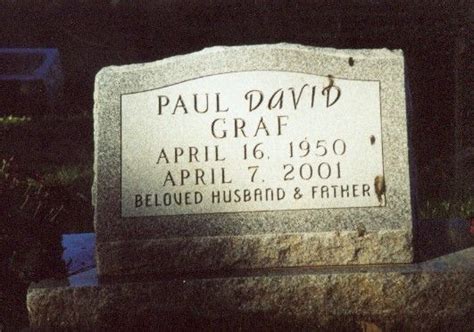 PAUL DAVID
GRAF
APRIL 16, 1950
APRIL 7, 2001
BELOVED HUSBAND & FATHER